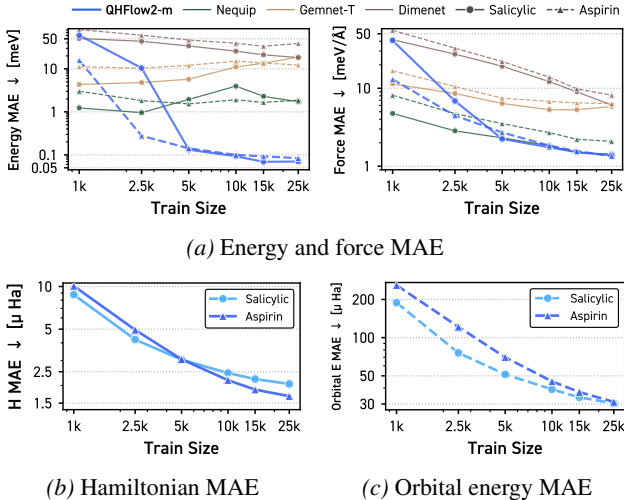 QHFlow2-m Nequip Gemnet-T Dimenet Salicylic Aspirin
Energy MAE ↓ [meV]
50
10
1
0.1
0.05
1k 2.5k 5k 10k 15k 25k
Train Size
Force MAE ↓ [meV/Å]
50
10
1
1k 2.5k 5k 10k 15k 25k
Train Size
(a) Energy and force MAE
H MAE ↓ [μ Ha]
10
5
2.5
1.5
Salicylic
Aspirin
1k 2.5k 5k 10k 15k 25k
Train Size
(b) Hamiltonian MAE
Orbital E MAE ↓ [μ Ha]
200
100
50
30
Salicylic
Aspirin
1k 2.5k 5k 10k 15k 25k
Train Size
(c) Orbital energy MAE